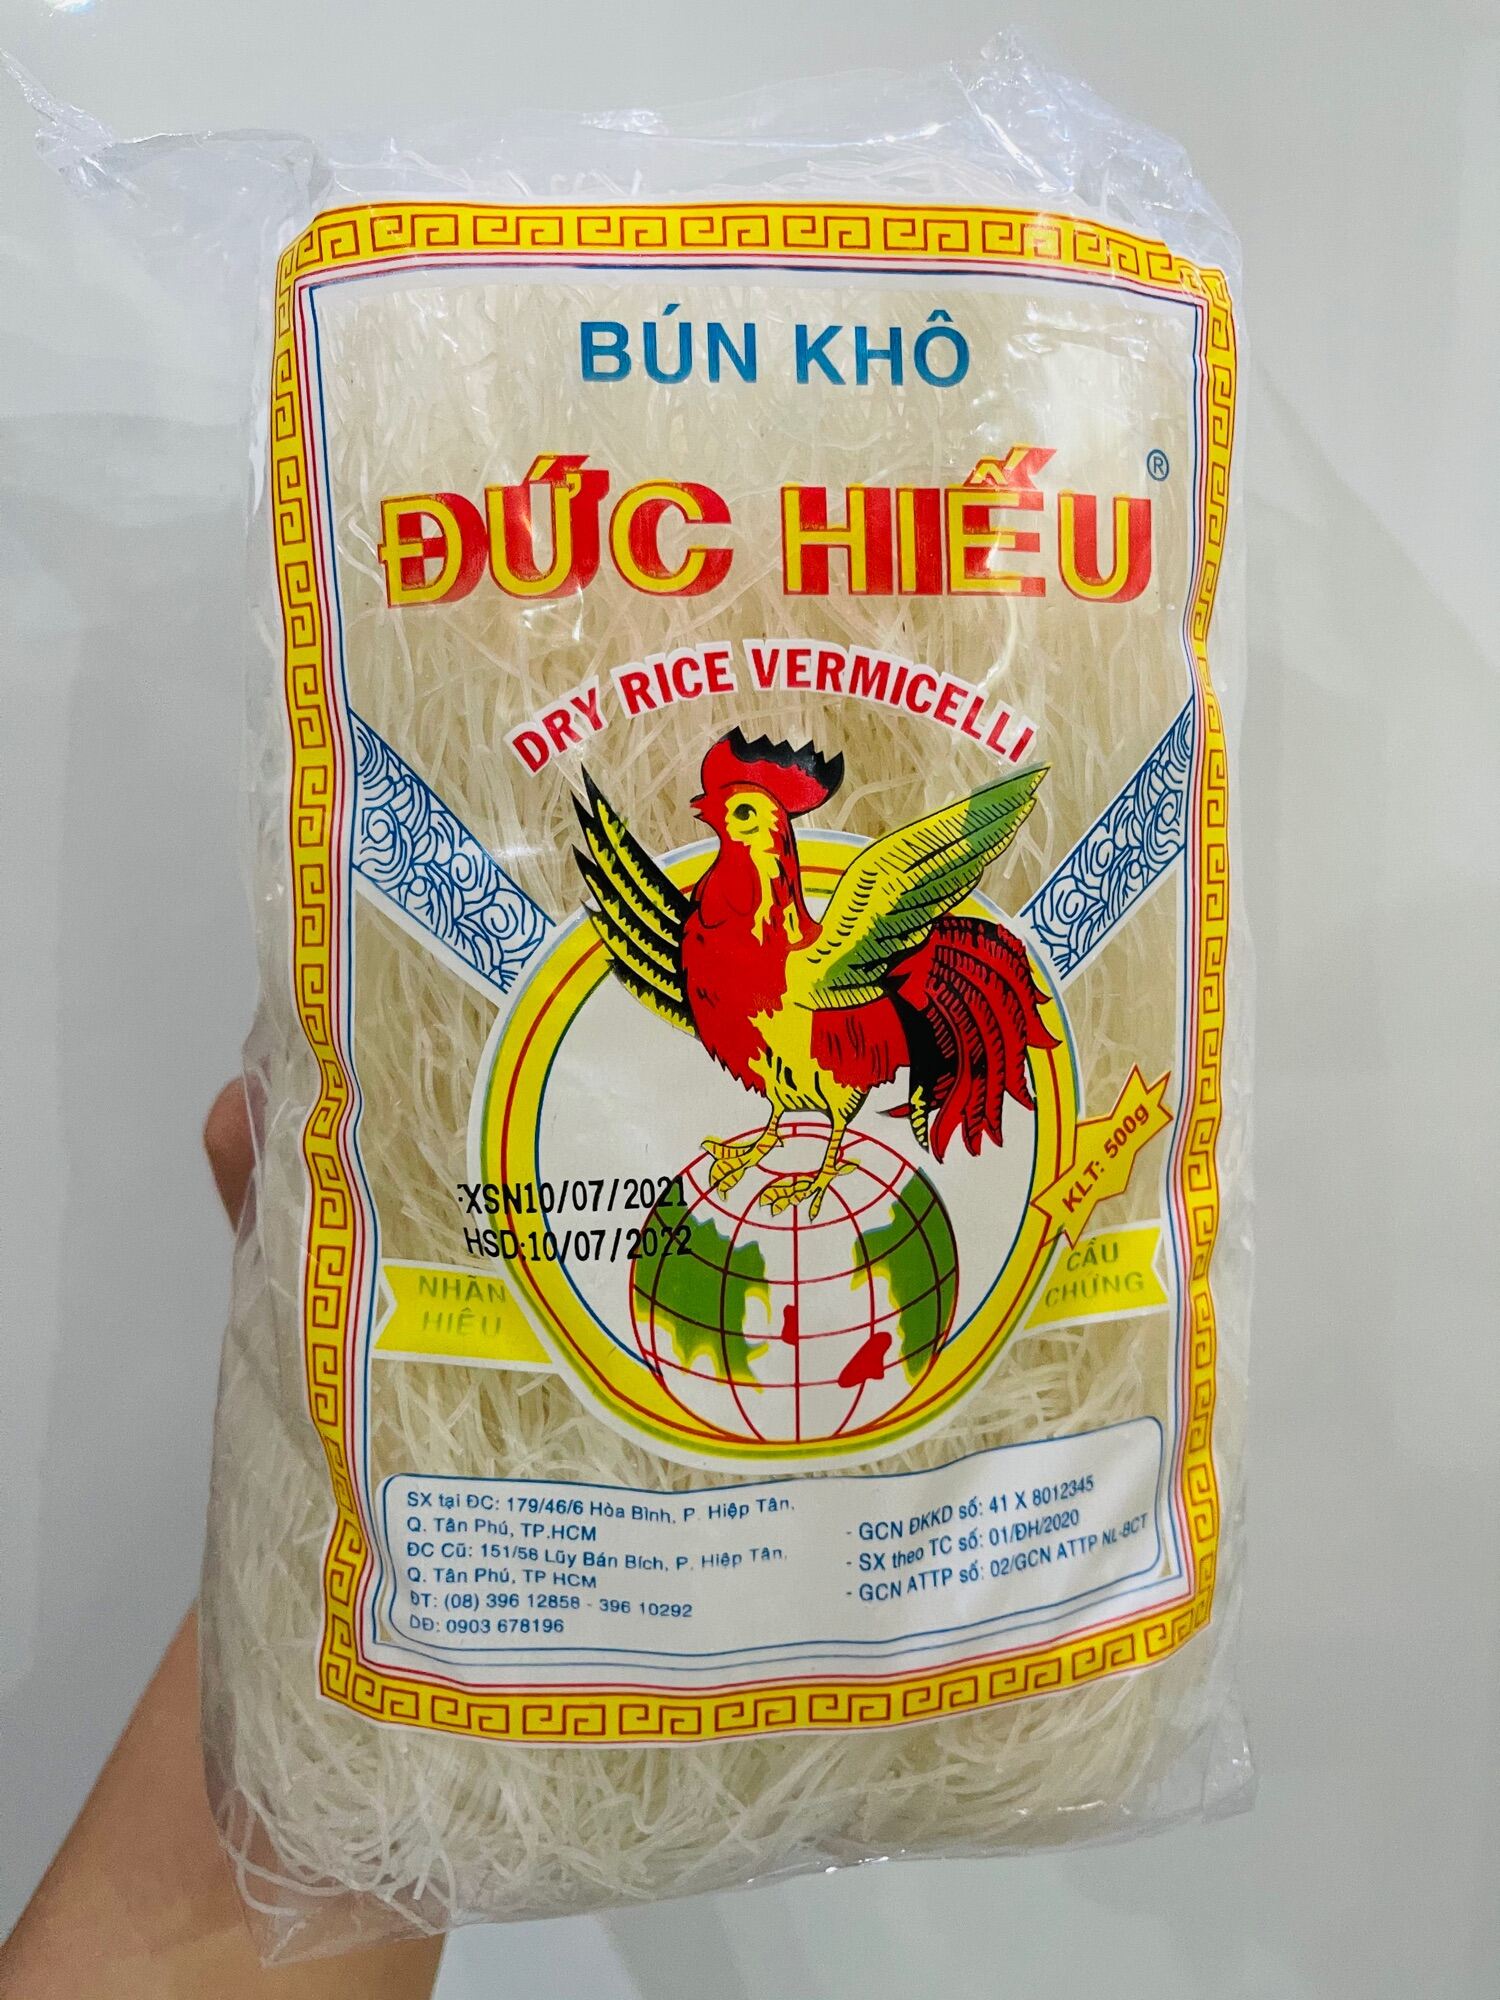 BÚN KHÔ
ĐỨC HIẾU ®
DRY RICE VERMICELLI
KLT: 500g
XSN10/07/2021
HSD:10/07/2022
NHÃN
HIỆU
CẦU
CHỨNG
SX tại ĐC: 179/46/6 Hòa Bình, P. Hiệp Tân,
Q. Tân Phú, TP.HCM
ĐC Cũ: 151/58 Lũy Bán Bích, P. Hiệp Tân,
Q. Tân Phú, TP HCM
ĐT: (08) 396 12858 - 396 10292
DĐ: 0903 678196
- GCN ĐKKD số: 41 X 8012345
- SX theo TC số: 01/ĐH/2020
- GCN ATTP số: 02/GCN ATTP NL-BCT